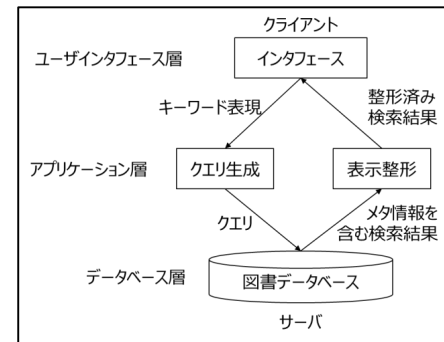 クライアント
ユーザインタフェース層
インタフェース
キーワード表現
整形済み
検索結果
アプリケーション層
クエリ生成
表示整形
クエリ
メタ情報を
含む検索結果
データベース層
図書データベース
サーバ